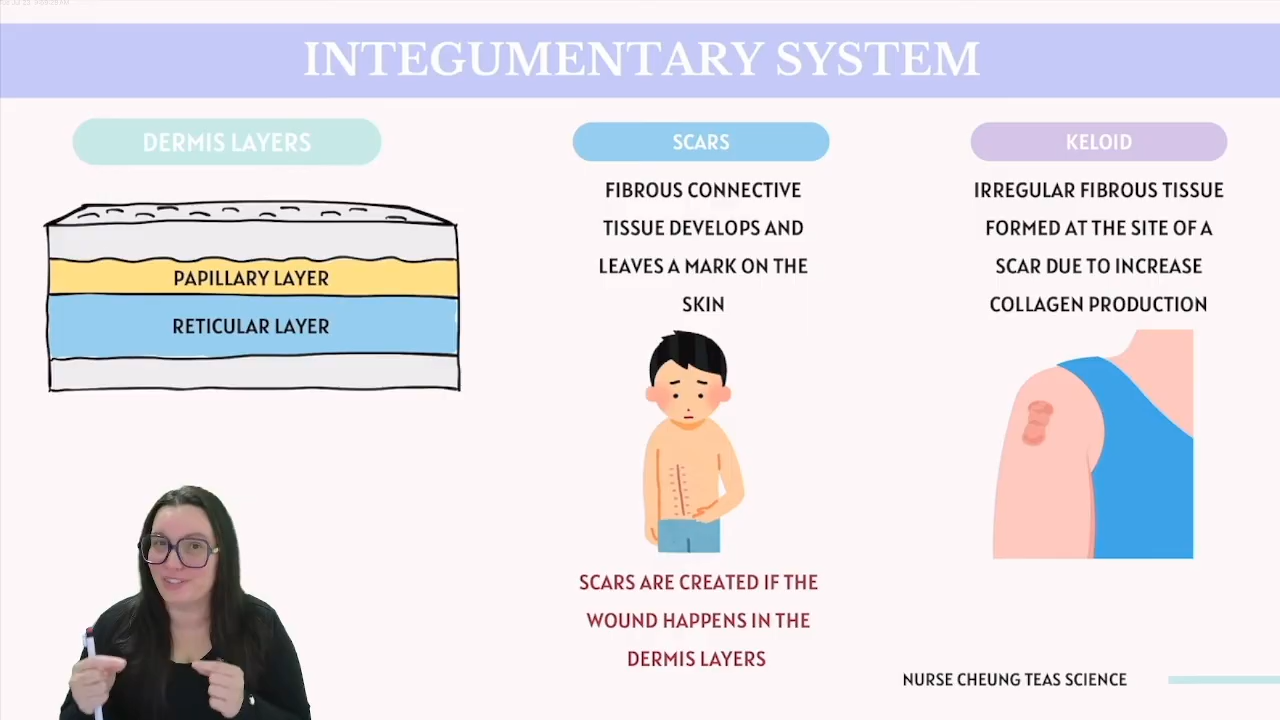 INTEGUMENTARY SYSTEM
DERMIS LAYERS
PAPILLARY LAYER
RETICULAR LAYER
SCARS
FIBROUS CONNECTIVE
TISSUE DEVELOPS AND
LEAVES A MARK ON THE
SKIN
SCARS ARE CREATED IF THE
WOUND HAPPENS IN THE
DERMIS LAYERS
KELOID
IRREGULAR FIBROUS TISSUE
FORMED AT THE SITE OF A
SCAR DUE TO INCREASE
COLLAGEN PRODUCTION
NURSE CHEUNG TEAS SCIENCE